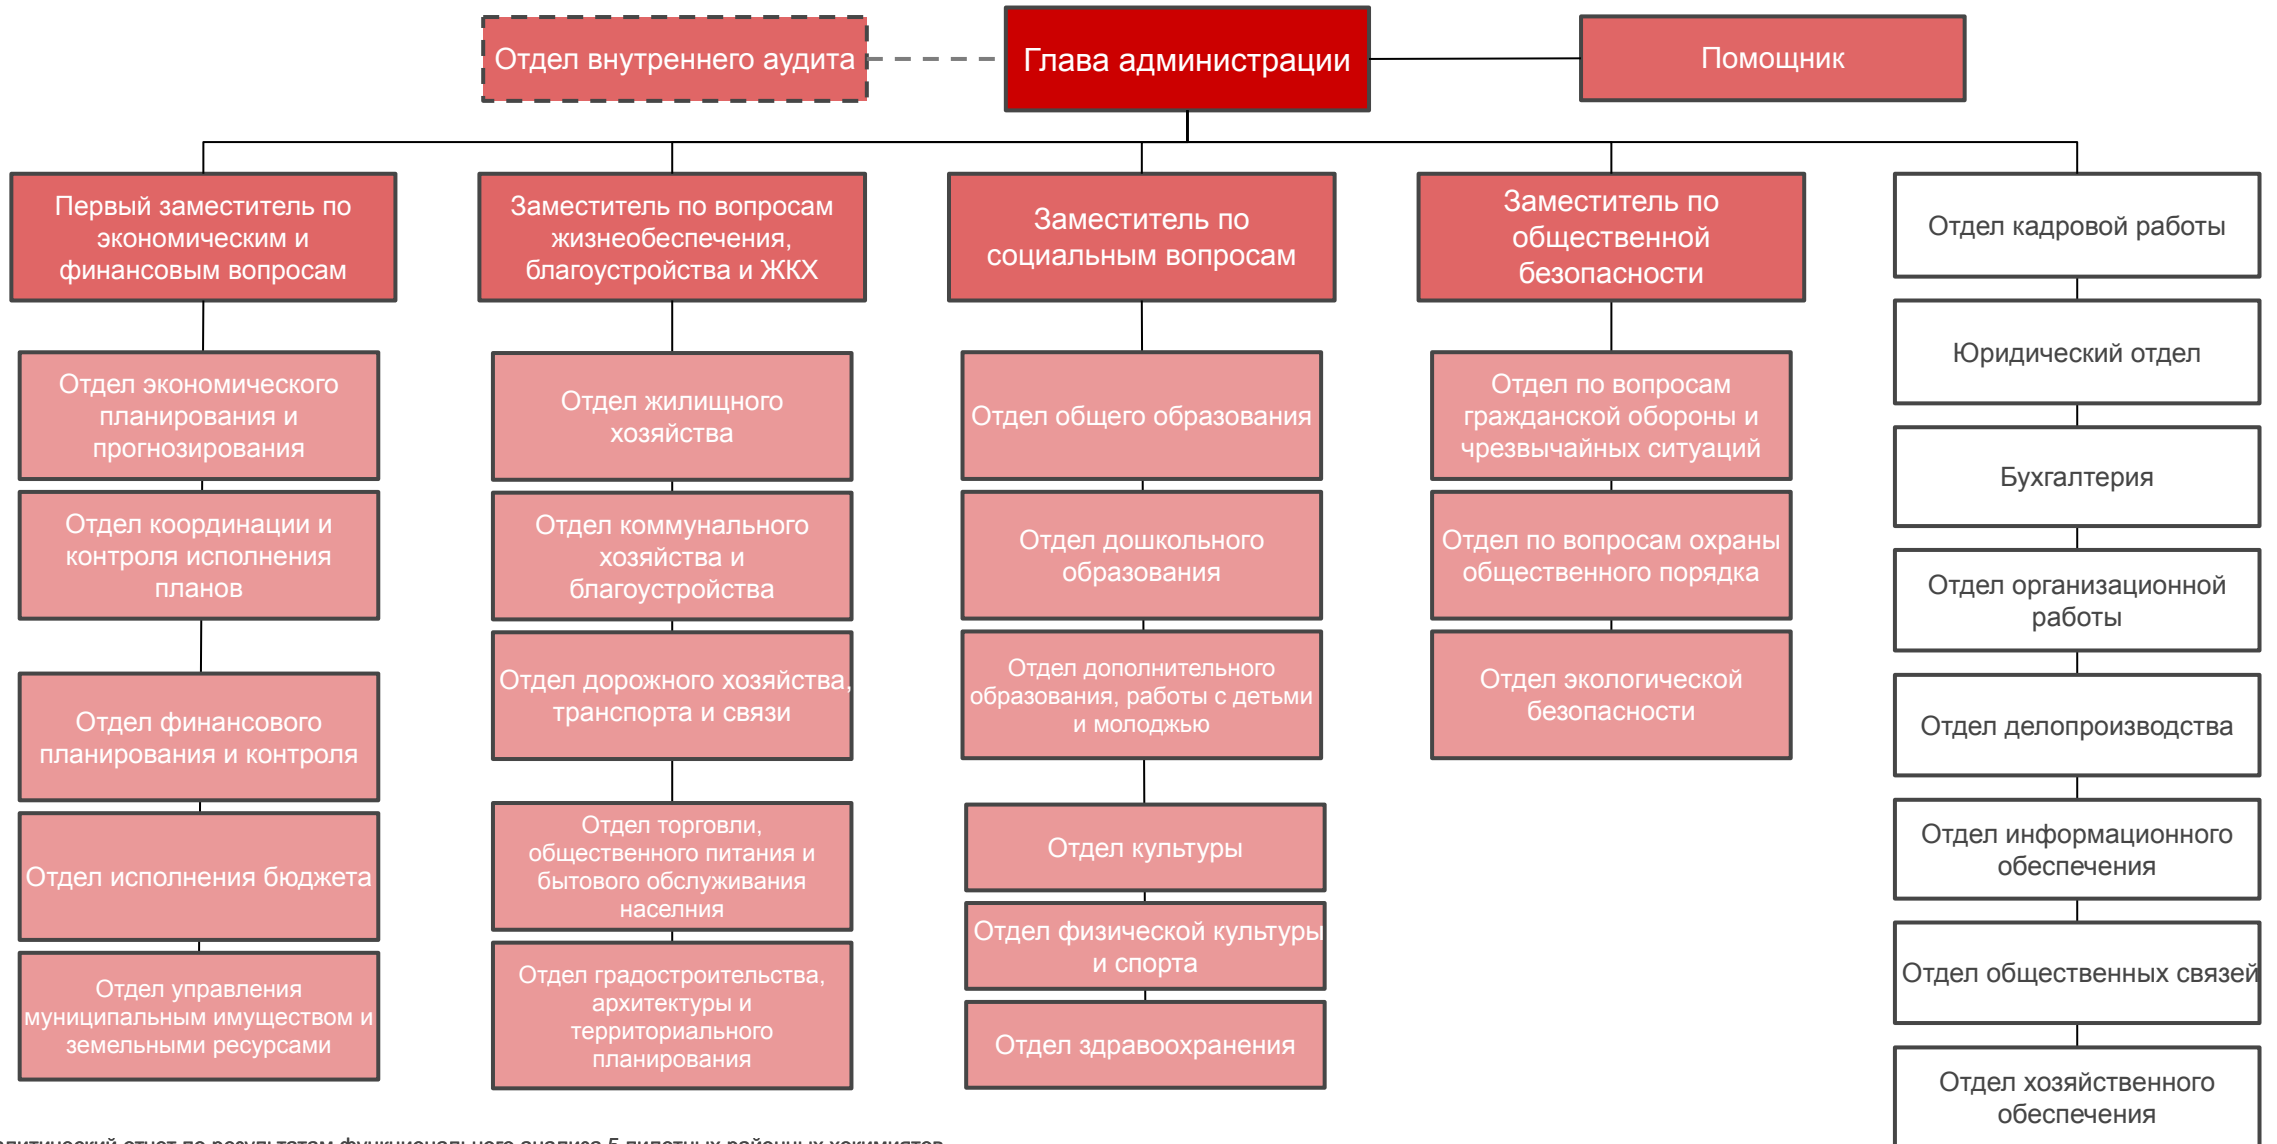 Отдел внутреннего аудита
Глава администрации
Помощник
Первый заместитель по
экономическим и
финансовым вопросам
Заместитель по вопросам
жизнеобеспечения,
благоустройства и ЖКХ
Заместитель по
социальным вопросам
Заместитель по
общественной
безопасности
Отдел кадровой работы
Отдел экономического
планирования и
прогнозирования
Отдел координации и
контроля исполнения
планов
Отдел финансового
планирования и контроля
Отдел исполнения бюджета
Отдел управления
муниципальным имуществом и
земельными ресурсами
Отдел жилищного
хозяйства
Отдел коммунального
хозяйства и
благоустройства
Отдел дорожного хозяйства,
транспорта и связи
Отдел торговли,
общественного питания и
бытового обслуживания
населния
Отдел градостроительства,
архитектуры и
территориального
планирования
Отдел общего образования
Отдел дошкольного
образования
Отдел дополнительного
образования, работы с детьми
и молоджью
Отдел культуры
Отдел физической культуры
и спорта
Отдел здравоохранения
Отдел по вопросам
гражданской обороны и
чрезвычайных ситуаций
Отдел по вопросам охраны
общественного порядка
Отдел экологической
безопасности
Юридический отдел
Бухгалтерия
Отдел организационной
работы
Отдел делопроизводства
Отдел информационного
обеспечения
Отдел общественных связей
Отдел хозяйственного
обеспечения